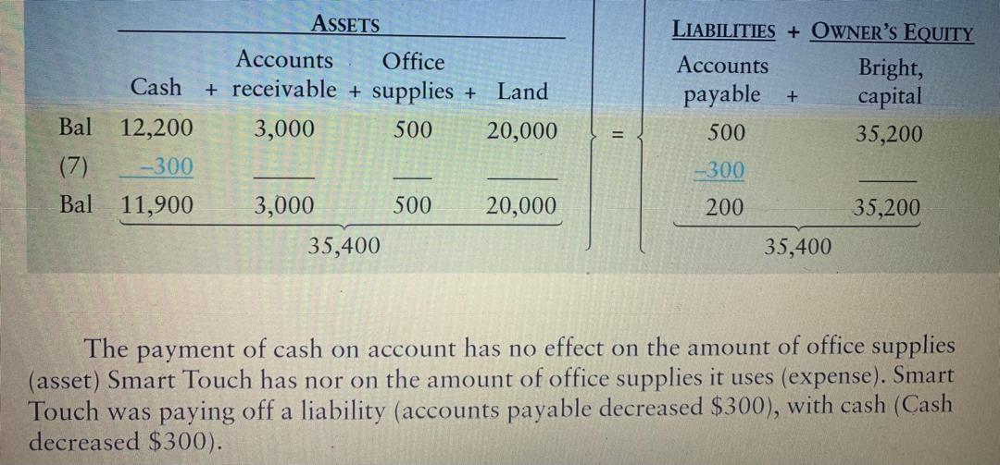 ASSETS
LIABILITIES + OWNER'S EQUITY
Accounts Office
Cash + receivable + supplies + Land
Accounts Bright,
payable + capital
Bal 12,200 3,000 500 20,000 = 500 35,200
(7) –300 –300
Bal 11,900 3,000 500 20,000 200 35,200
35,400 35,400
The payment of cash on account has no effect on the amount of office supplies
(asset) Smart Touch has nor on the amount of office supplies it uses (expense). Smart
Touch was paying off a liability (accounts payable decreased $300), with cash (Cash
decreased $300).